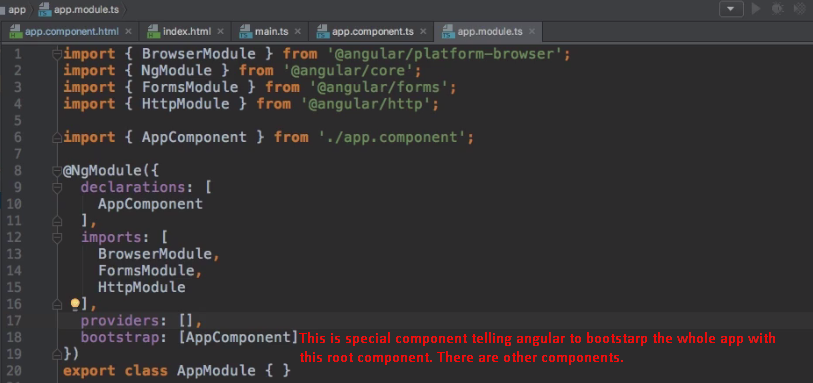 app app.module.ts
app.component.html × index.html × main.ts × app.component.ts × app.module.ts ×
1 import { BrowserModule } from '@angular/platform-browser';
2 import { NgModule } from '@angular/core';
3 import { FormsModule } from '@angular/forms';
4 import { HttpModule } from '@angular/http';
5
6 import { AppComponent } from './app.component';
7
8 @NgModule({
9 declarations: [
10 AppComponent
11 ],
12 imports: [
13 BrowserModule,
14 FormsModule,
15 HttpModule
16 ],
17 providers: [],
18 bootstrap: [AppComponent]This is special component telling angular to bootstarp the whole app with
19 }) this root component. There are other components.
20 export class AppModule { }